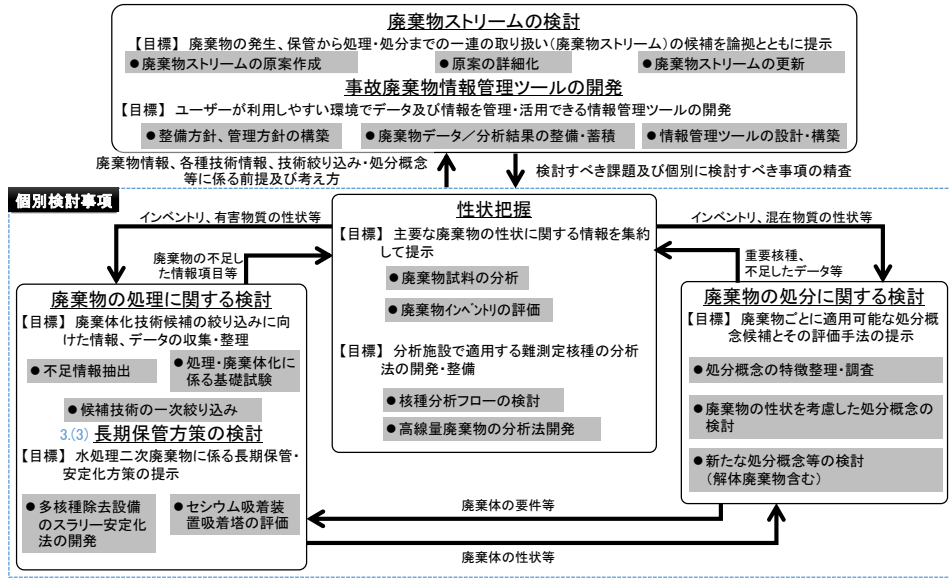 廃棄物ストリームの検討
【目標】 廃棄物の発生、保管から処理・処分までの一連の取り扱い(廃棄物ストリーム)の候補を論拠とともに提示
●廃棄物ストリームの原案作成
●原案の詳細化
●廃棄物ストリームの更新
事故廃棄物情報管理ツールの開発
【目標】 ユーザーが利用しやすい環境でデータ及び情報を管理・活用できる情報管理ツールの開発
●整備方針、管理方針の構築
●廃棄物データ/分析結果の整備・蓄積
●情報管理ツールの設計・構築
廃棄物情報、各種技術情報、技術絞り込み・処分概念
等に係る前提及び考え方
検討すべき課題及び個別に検討すべき事項の精査
個別検討事項
インベントリ、有害物質の性状等
廃棄物の不足し
た情報項目等
性状把握
【目標】 主要な廃棄物の性状に関する情報を集約
して提示
●廃棄物試料の分析
●廃棄物インベントリの評価
【目標】 分析施設で適用する難測定核種の分析
法の開発・整備
●核種分析フローの検討
●高線量廃棄物の分析法開発
インベントリ、混在物質の性状等
重要核種、
不足したデータ等
廃棄物の処理に関する検討
【目標】 廃棄体化技術候補の絞り込みに向
けた情報、データの収集・整理
●不足情報抽出
●処理・廃棄体化に
係る基礎試験
●候補技術の一次絞り込み
3.(3) 長期保管方策の検討
【目標】 水処理二次廃棄物に係る長期保管・
安定化方策の提示
●多核種除去設備
のスラリー安定化
法の開発
●セシウム吸着装
置吸着塔の評価
廃棄物の処分に関する検討
【目標】 廃棄物ごとに適用可能な処分概
念候補とその評価手法の提示
●処分概念の特徴整理・調査
●廃棄物の性状を考慮した処分概念の
検討
●新たな処分概念等の検討
(解体廃棄物含む)
廃棄体の要件等
廃棄体の性状等